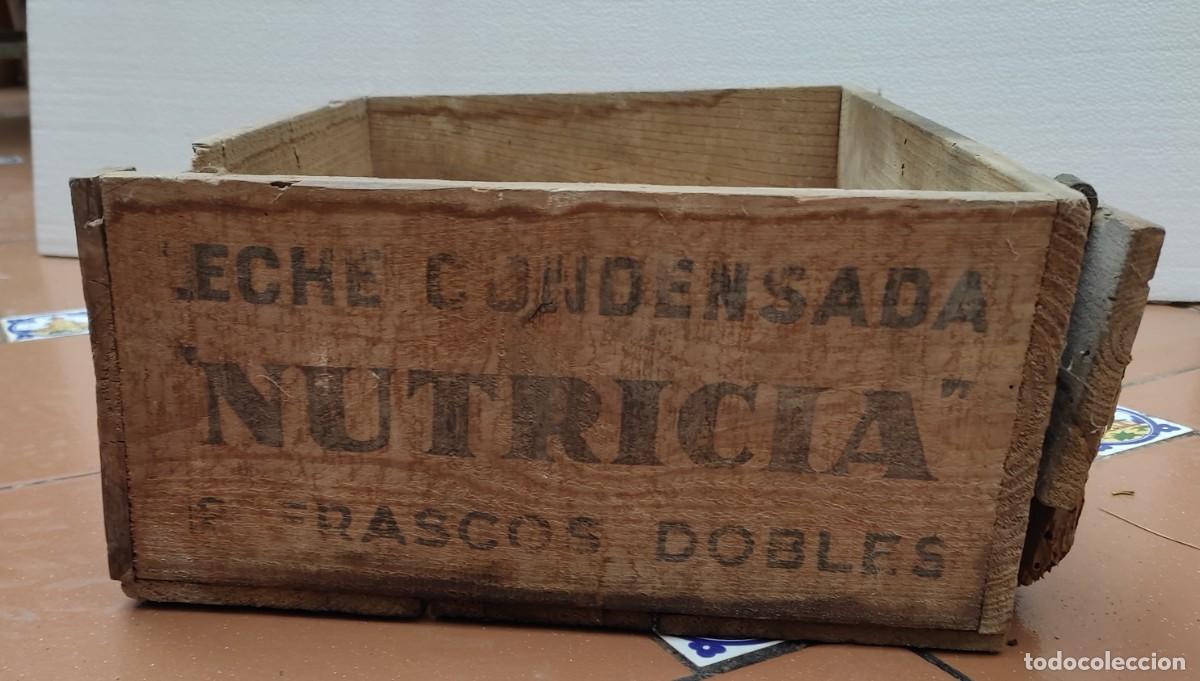 LECHE CONDENSADA
"NUTRICIA"
FRASCOS DOBLES
todocoleccion